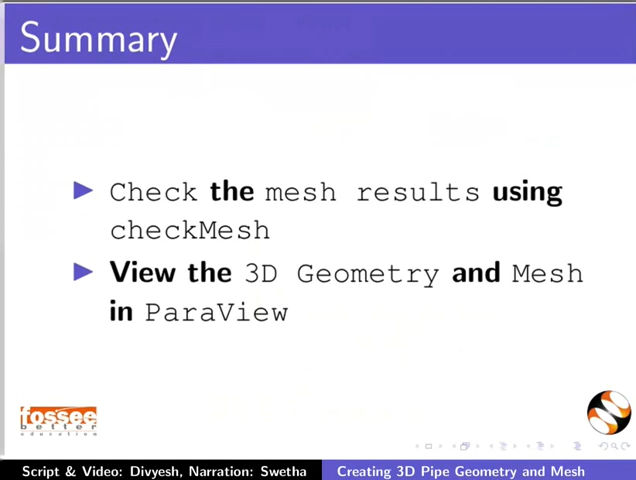 Summary
Check the mesh results using
checkMesh
View the 3D Geometry and Mesh
in ParaView
fossee
better
education
Script & Video: Divyesh, Narration: Swetha Creating 3D Pipe Geometry and Mesh